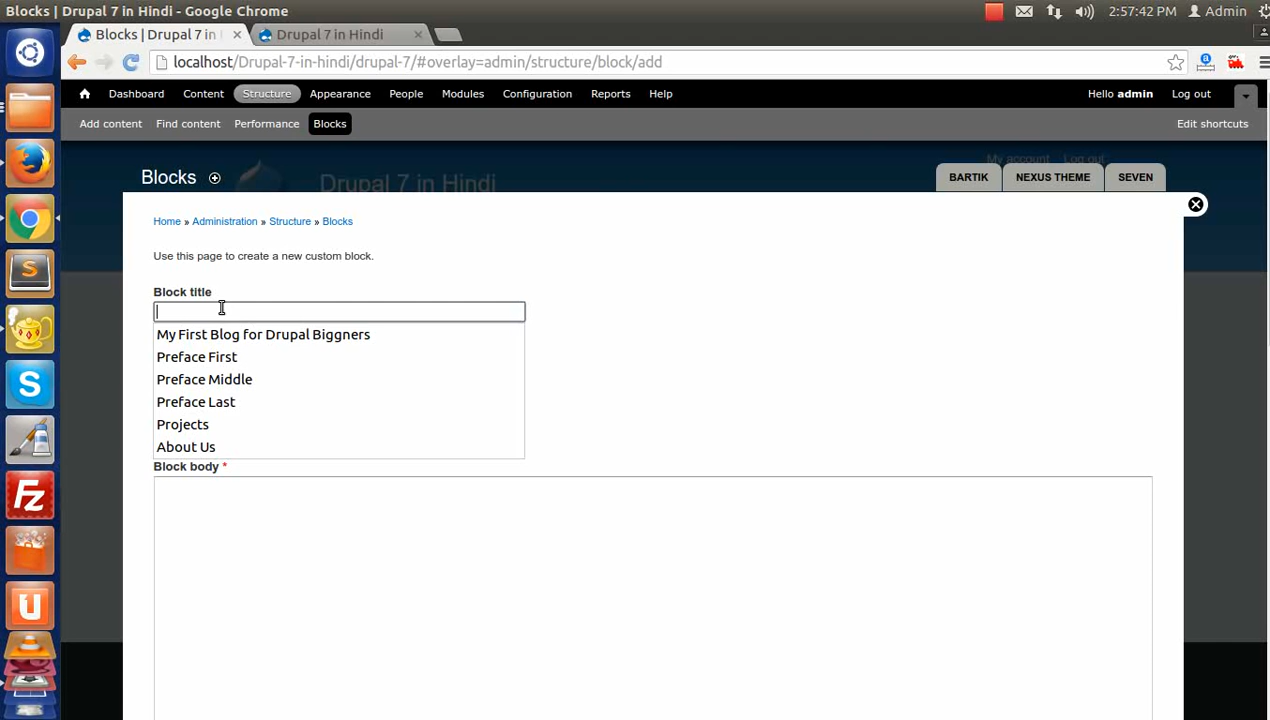 Blocks | Drupal 7 in Hindi - Google Chrome
2:57:42 PM Admin
Blocks | Drupal 7 in
Drupal 7 in Hindi
localhost/Drupal-7-in-hindi/drupal-7/#overlay=admin/structure/block/add
Dashboard Content Structure Appearance People Modules Configuration Reports Help Hello admin Log out
Add content Find content Performance Blocks Edit shortcuts
My account Log out
Blocks Drupal 7 in Hindi BARTIK NEXUS THEME SEVEN
Home » Administration » Structure » Blocks
Use this page to create a new custom block.
Block title
My First Blog for Drupal Biggners
Preface First
Preface Middle
Preface Last
Projects
About Us
Block body *